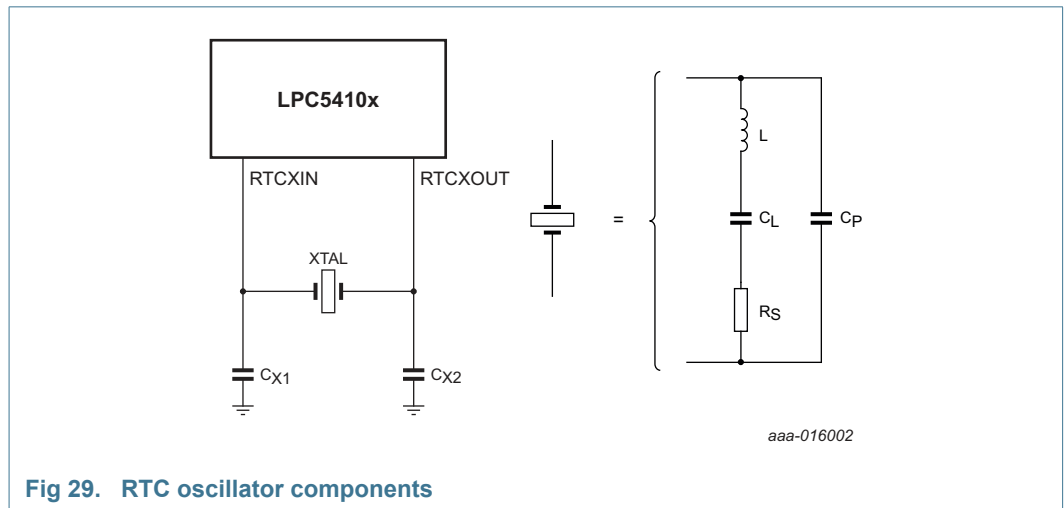 LPC5410x
RTCXIN
RTCXOUT
XTAL
CX1
CX2
=
L
CL
CP
RS
aaa-016002
Fig 29. RTC oscillator components